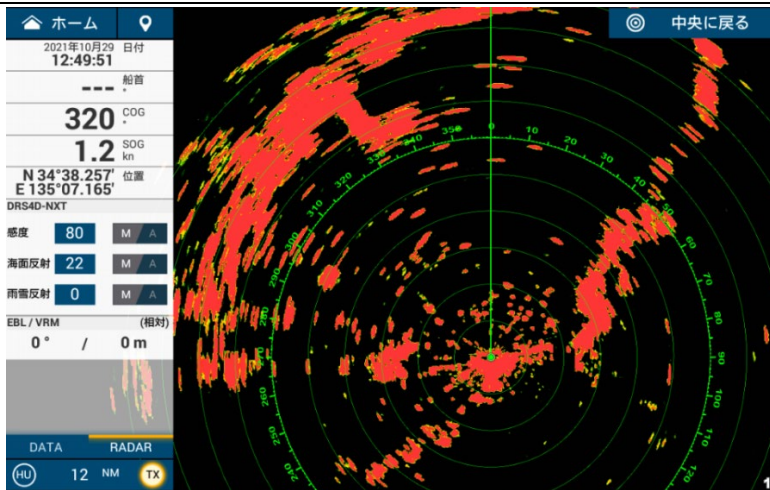 ホーム
中央に戻る
2021年10月29 日付
12:49:51
--- 船首 °
320 COG °
1.2 SOG kn
N 34°38.257' 位置
E 135°07.165'
DRS4D-NXT
感度 80 M / A
海面反射 22 M / A
雨雪反射 0 M / A
EBL / VRM (相対)
0° / 0 m
DATA RADAR
HU 12 NM TX
350 0 10
340 20
330 30
320 40
310 50
300 60
290 70
280 80
270 90
260 100
250 110
240 120
1